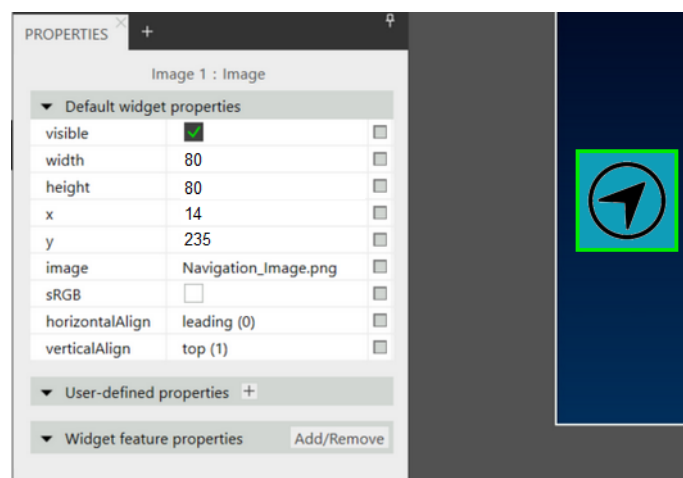 PROPERTIES × +
Image 1 : Image
Default widget properties
visible
width 80
height 80
x 14
y 235
image Navigation_Image.png
sRGB
horizontalAlign leading (0)
verticalAlign top (1)
User-defined properties +
Widget feature properties Add/Remove